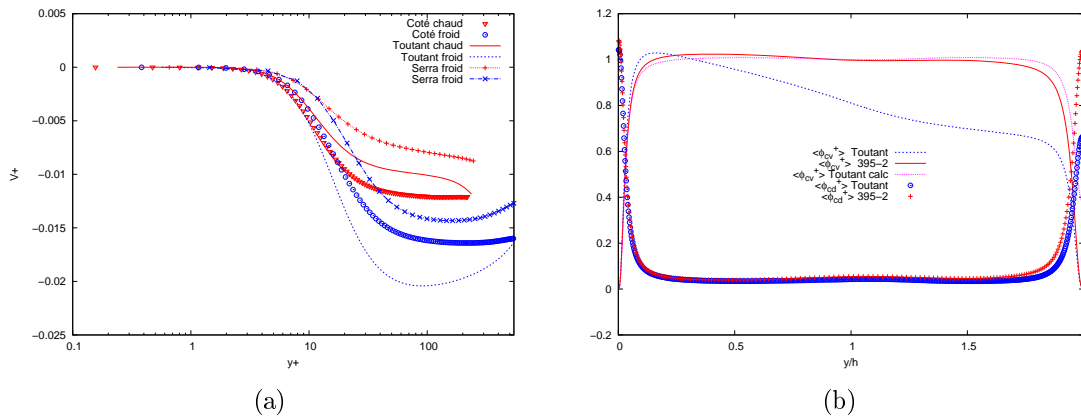 0.005
0
−0.005
−0.01
−0.015
−0.02
−0.025
V+
0.1
1
10
100
y+
Coté chaud
Coté froid
Toutant chaud
Toutant froid
Serra froid
Serra froid
(a)
1.2
1
0.8
0.6
0.4
0.2
0
−0.2
0
0.5
1
1.5
y/h
<ϕcv+> Toutant
<ϕcv+> 395−2
<ϕcv+> Toutant calc
<ϕcd+> Toutant
<ϕcd+> 395−2
(b)